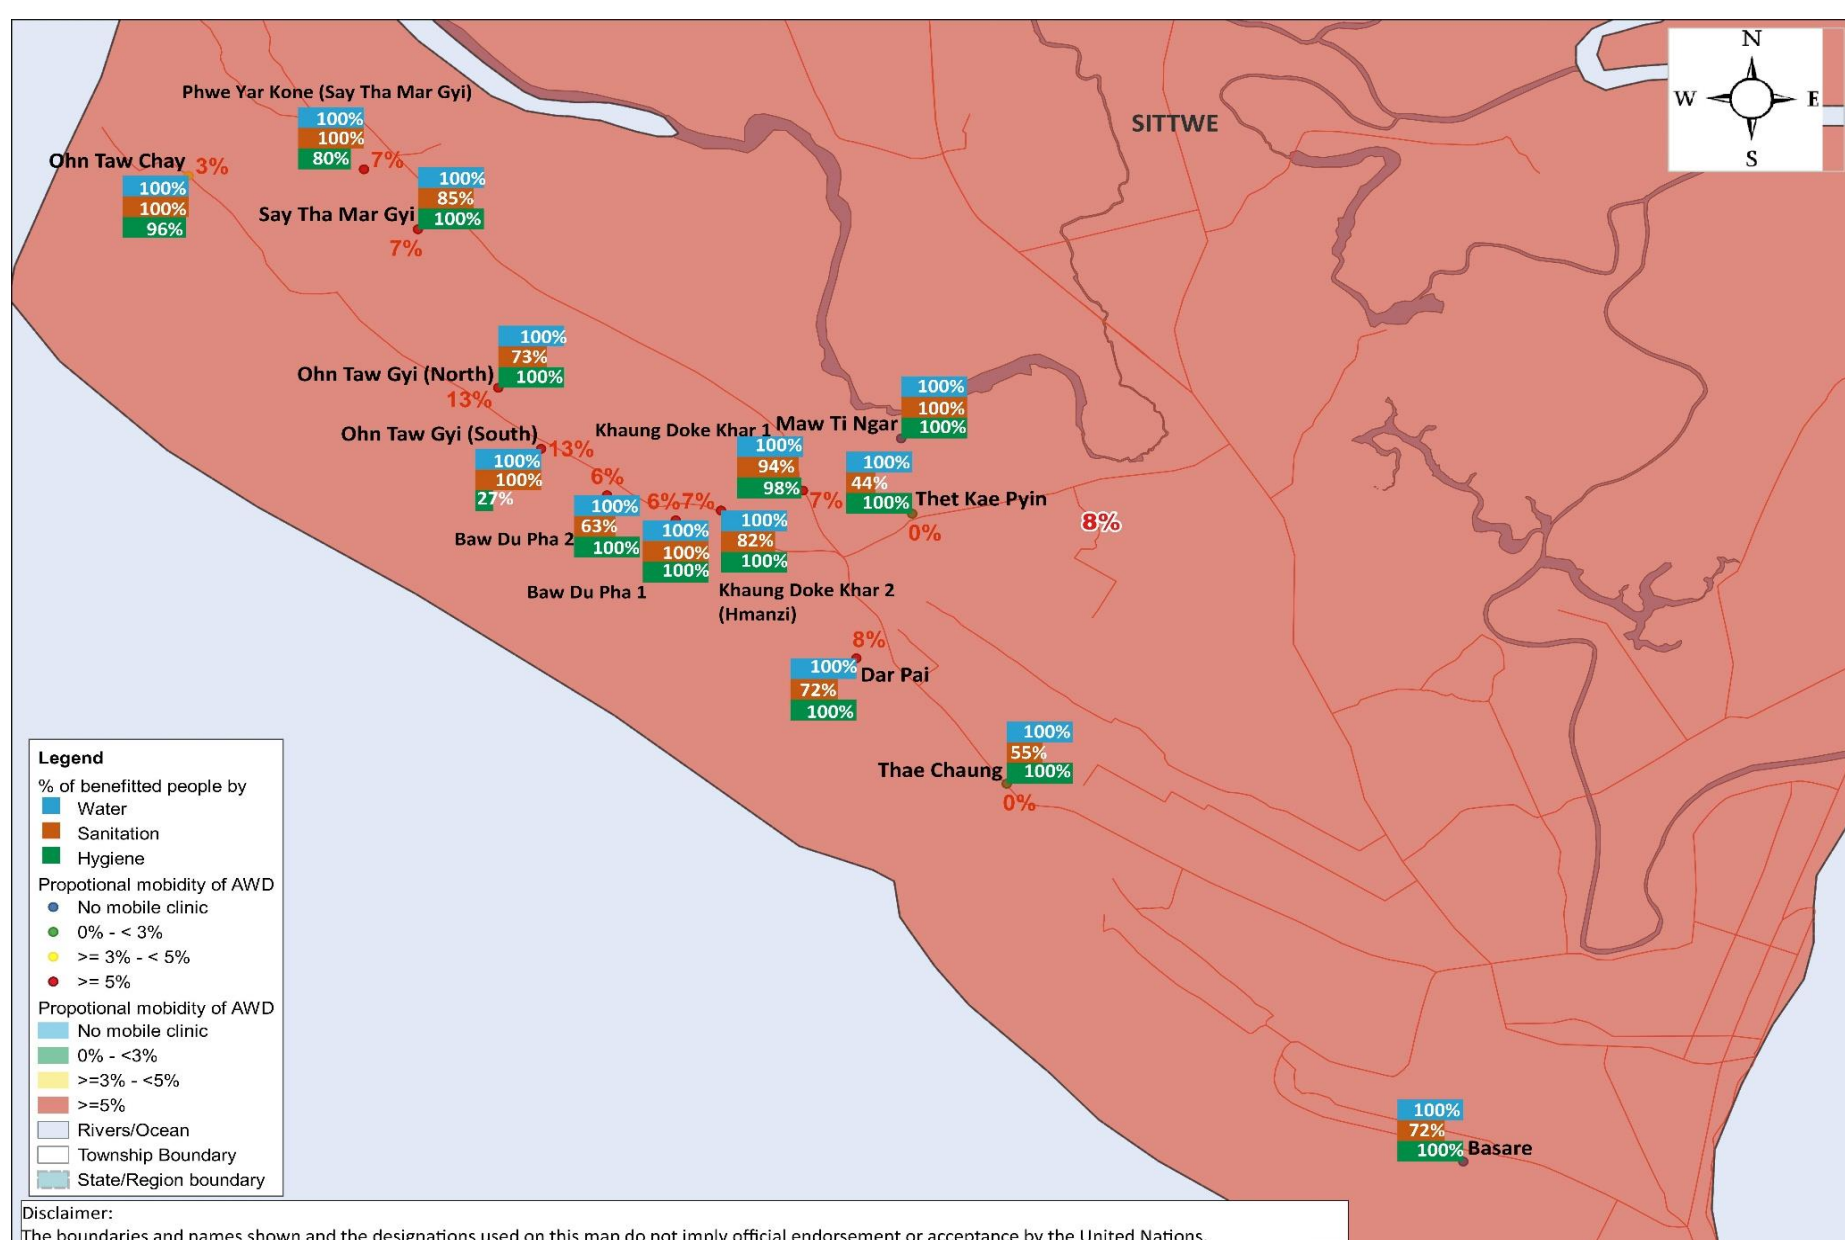 N
W E
S
SITTWE
Phwe Yar Kone (Say Tha Mar Gyi)
100%
100%
80%
7%
Ohn Taw Chay
3%
100%
100%
96%
100%
85%
100%
Say Tha Mar Gyi
7%
100%
73%
100%
Ohn Taw Gyi (North)
13%
Ohn Taw Gyi (South)
13%
100%
100%
27%
6%
100%
63%
100%
Baw Du Pha 2
6%
100%
100%
100%
Baw Du Pha 1
7%
100%
82%
100%
Khaung Doke Khar 2
(Hmanzi)
Khaung Doke Khar 1
100%
94%
98%
7%
Maw Ti Ngar
100%
100%
100%
100%
44%
100%
Thet Kae Pyin
0%
8%
8%
100%
72%
100%
Dar Pai
100%
55%
100%
Thae Chaung
0%
100%
72%
100%
Basare
Legend
% of benefitted people by
Water
Sanitation
Hygiene
Propotional mobidity of AWD
No mobile clinic
0% - < 3%
>= 3% - < 5%
>= 5%
Propotional mobidity of AWD
No mobile clinic
0% - <3%
>=3% - <5%
>=5%
Rivers/Ocean
Township Boundary
State/Region boundary
Disclaimer:
The boundaries and names shown and the designations used on this map do not imply official endorsement or acceptance by the United Nations.